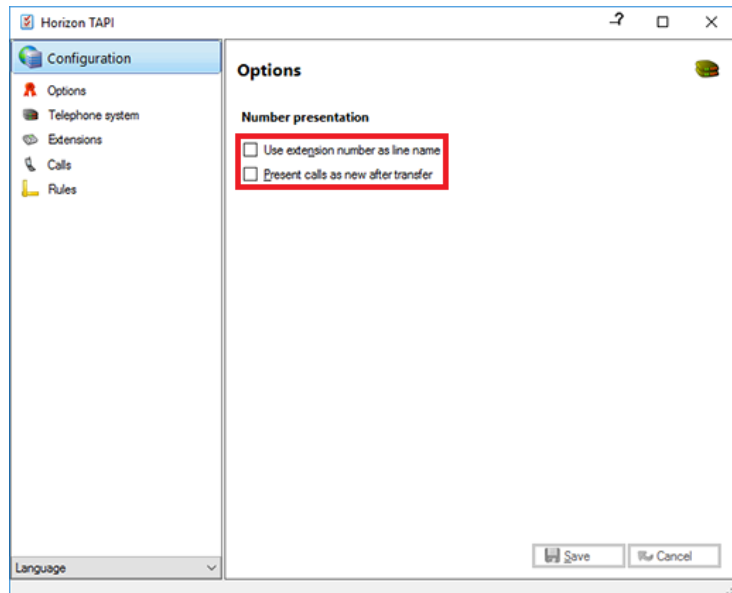 Horizon TAPI
Configuration
Options
Telephone system
Extensions
Calls
Rules
Language
Options
Number presentation
Use extension number as line name
Present calls as new after transfer
Save
Cancel